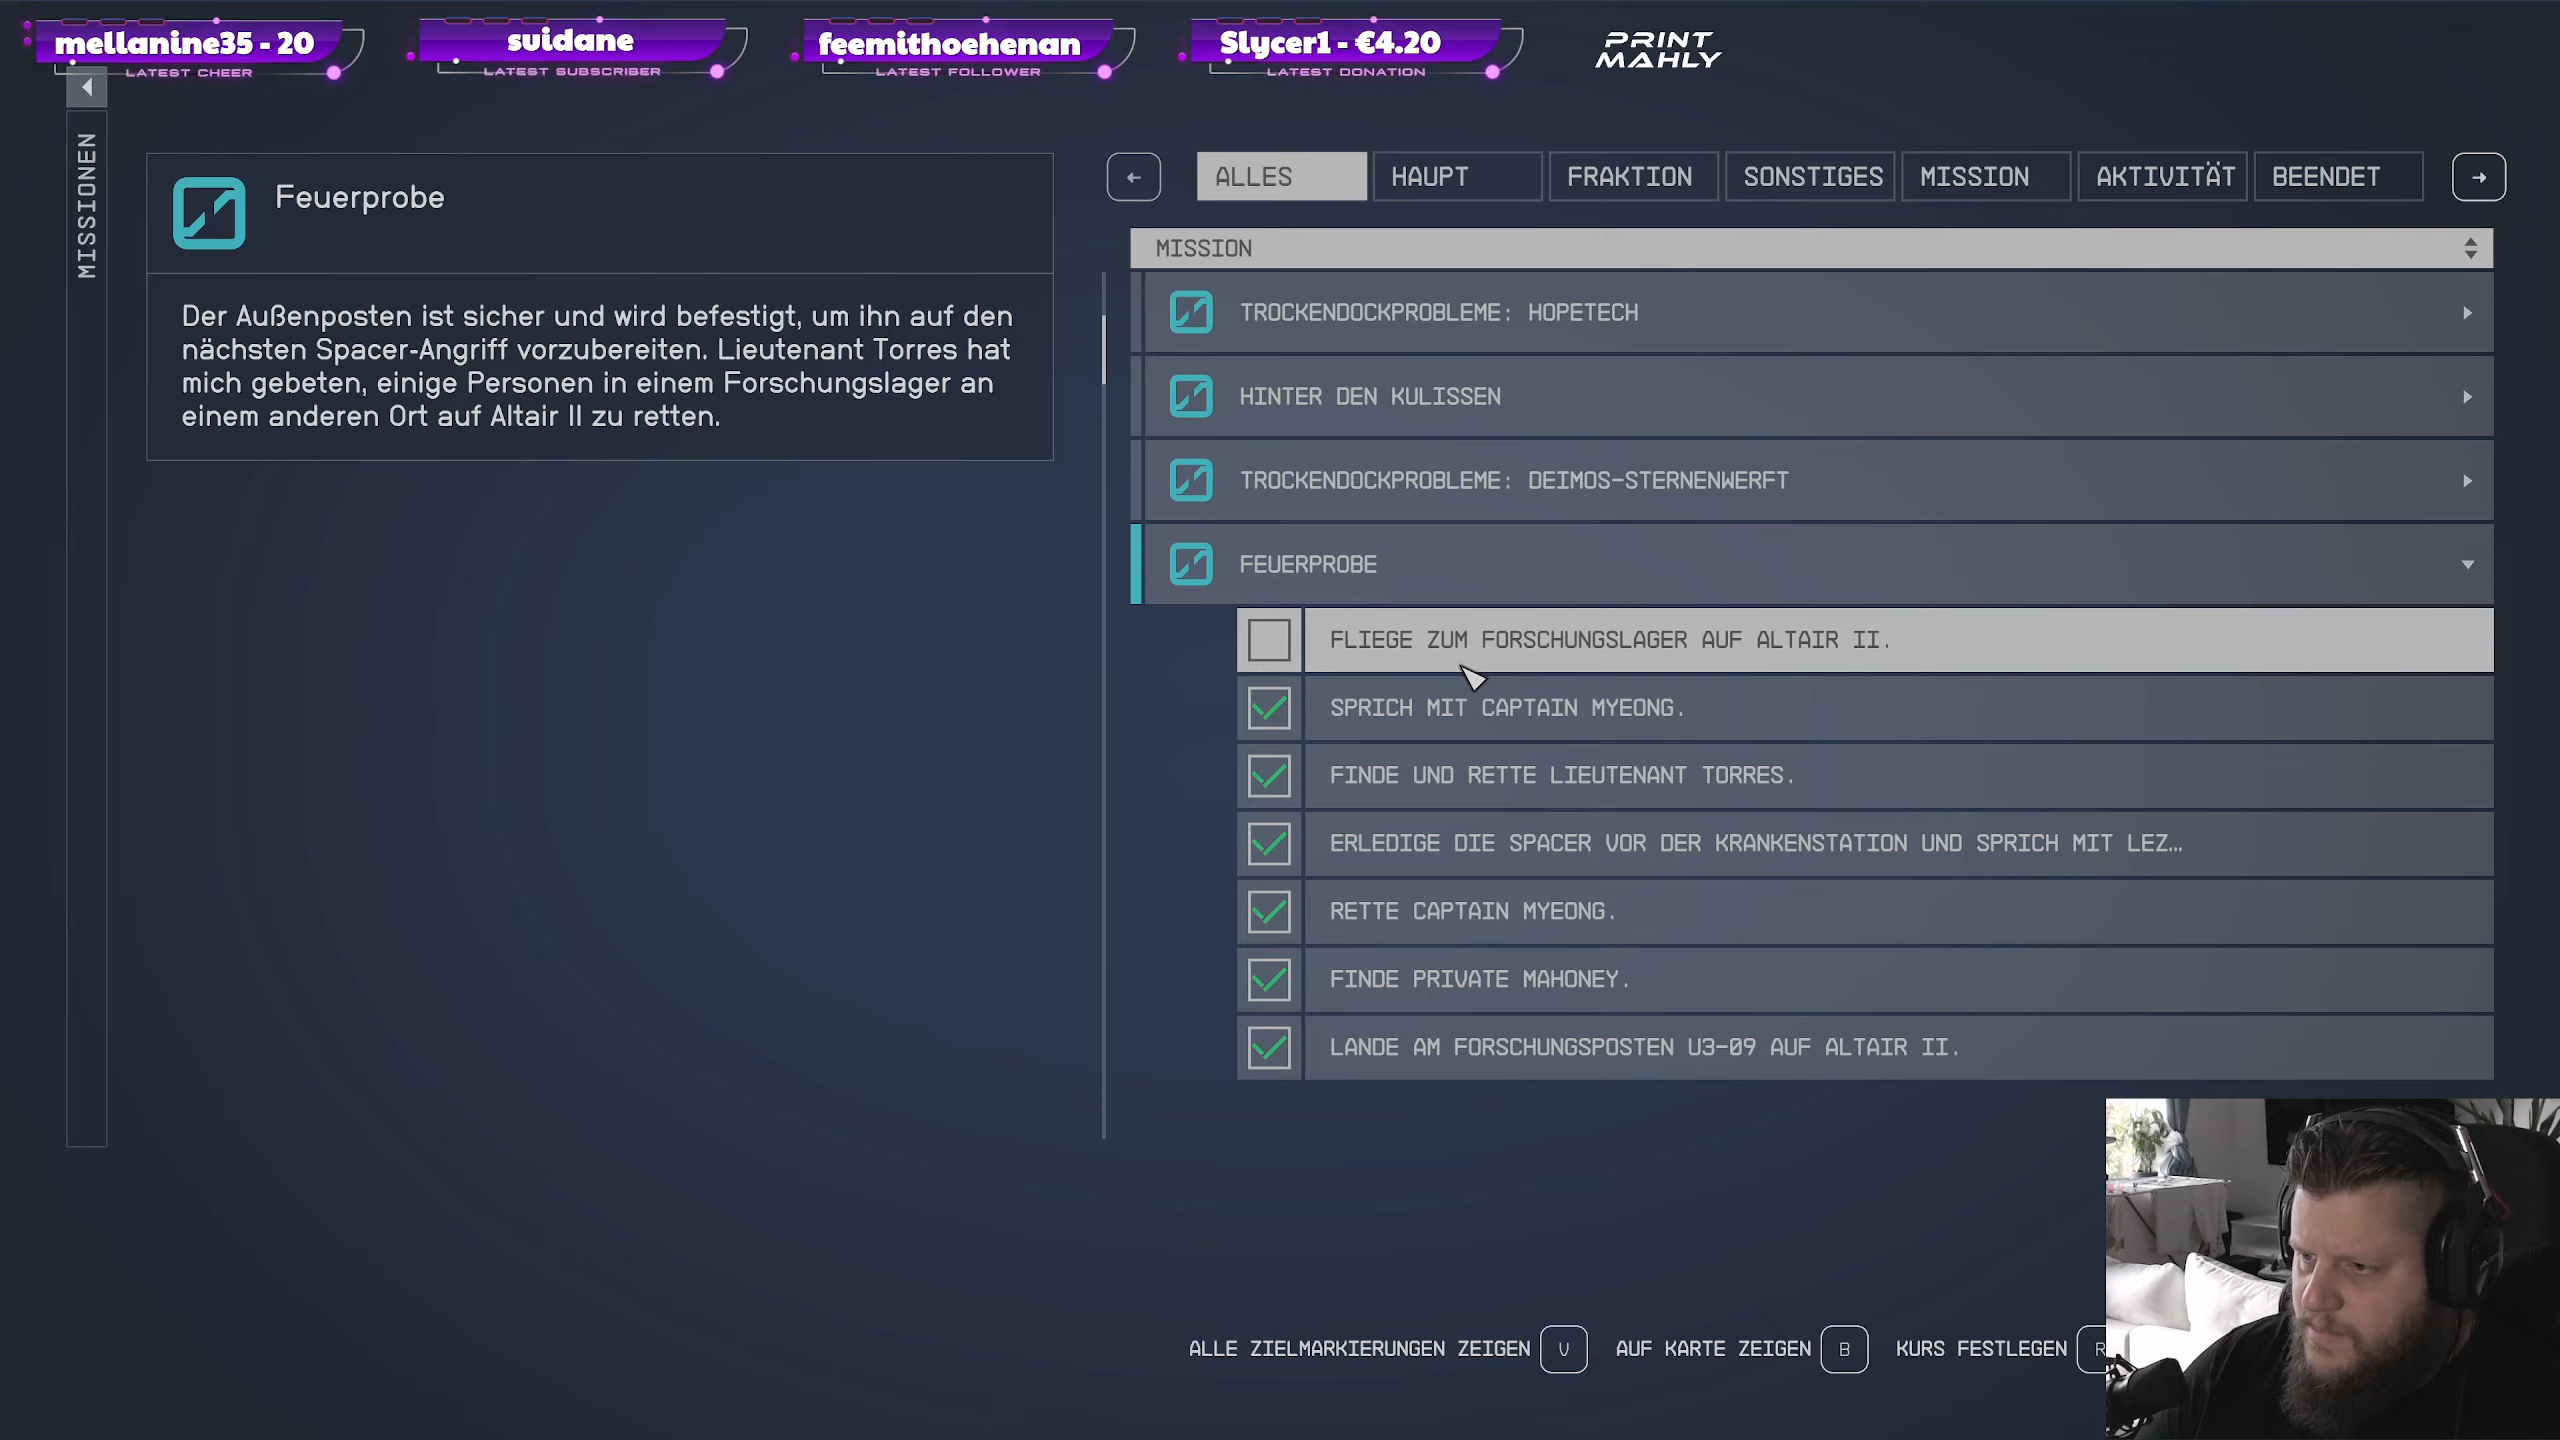 mellanine35 - 20
LATEST CHEER
suidane
LATEST SUBSCRIBER
feemithoehenan
LATEST FOLLOWER
Slycer1 - €4.20
LATEST DONATION
PRINT
MAHLY
MISSIONEN
Feuerprobe
Der Außenposten ist sicher und wird befestigt, um ihn auf den
nächsten Spacer-Angriff vorzubereiten. Lieutenant Torres hat
mich gebeten, einige Personen in einem Forschungslager an
einem anderen Ort auf Altair II zu retten.
ALLES
HAUPT
FRAKTION
SONSTIGES
MISSION
AKTIVITÄT
BEENDET
MISSION
TROCKENDOCKPROBLEME: HOPETECH
HINTER DEN KULISSEN
TROCKENDOCKPROBLEME: DEIMOS-STERNENWERFT
FEUERPROBE
FLIEGE ZUM FORSCHUNGSLAGER AUF ALTAIR II.
SPRICH MIT CAPTAIN MYEONG.
FINDE UND RETTE LIEUTENANT TORRES.
ERLEDIGE DIE SPACER VOR DER KRANKENSTATION UND SPRICH MIT LEZ…
RETTE CAPTAIN MYEONG.
FINDE PRIVATE MAHONEY.
LANDE AM FORSCHUNGSPOSTEN U3-09 AUF ALTAIR II.
ALLE ZIELMARKIERUNGEN ZEIGEN V
AUF KARTE ZEIGEN B
KURS FESTLEGEN R